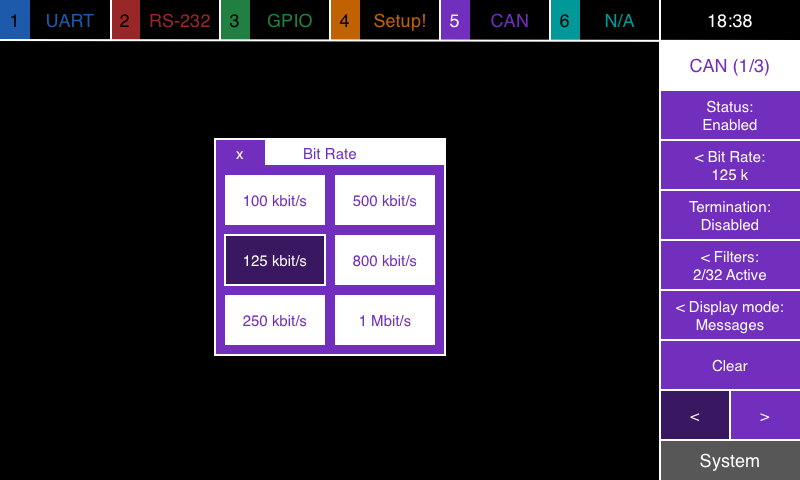 1 UART 2 RS-232 3 GPIO 4 Setup! 5 CAN 6 N/A 18:38
CAN (1/3)
Status:
Enabled
< Bit Rate:
125 k
Termination:
Disabled
< Filters:
2/32 Active
< Display mode:
Messages
Clear
< >
System
x Bit Rate
100 kbit/s 500 kbit/s
125 kbit/s 800 kbit/s
250 kbit/s 1 Mbit/s